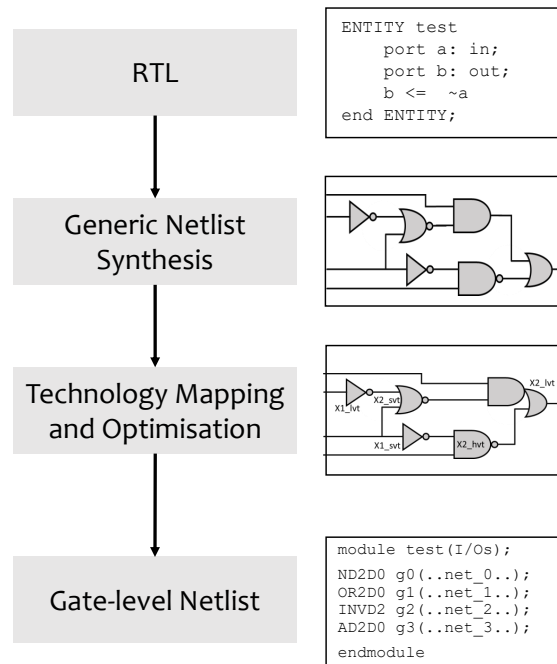 RTL
ENTITY test
port a: in;
port b: out;
b <= ~a
end ENTITY;
Generic Netlist
Synthesis
Technology Mapping
and Optimisation
X1_lvt
X2_svt
X2_lvt
X1_svt
X2_hvt
Gate-level Netlist
module test(I/Os);
ND2D0 g0(..net_0..);
OR2D0 g1(..net_1..);
INVD2 g2(..net_2..);
AD2D0 g3(..net_3..);
endmodule